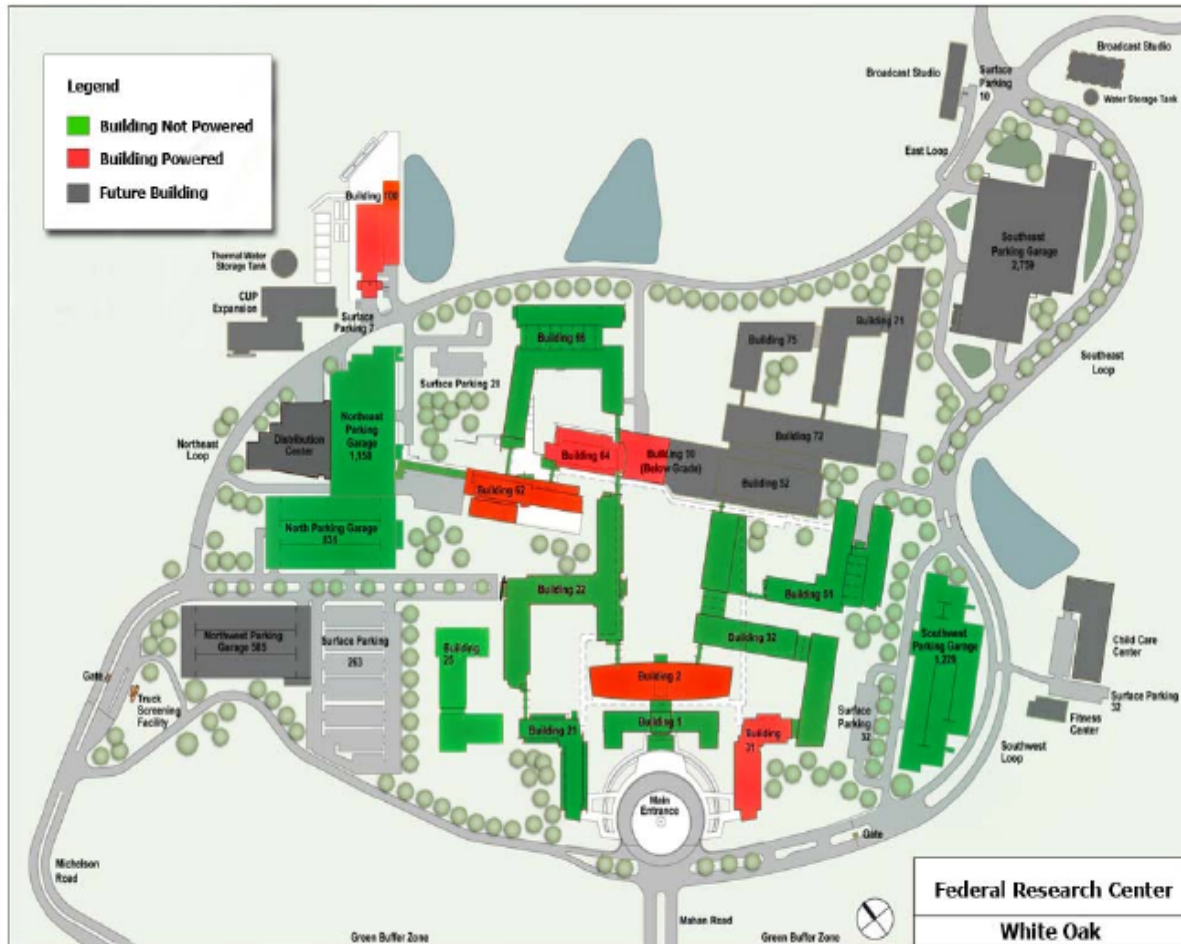 Legend
Building Not Powered
Building Powered
Future Building
Broadcast Studio
Surface
Parking
10
Broadcast Studio
Water Storage Tank
East Loop
Building 100
Thermal Water
Storage Tank
CUP
Expansion
Surface
Parking 7
Southeast
Parking Garage
2,759
Building 66
Building 75
Building 71
Surface Parking 20
Southeast
Loop
Northeast
Parking
Garage
1,150
Distribution
Center
Northeast
Loop
Building 64
Building 50
(Below Grade)
Building 72
Building 52
Building 62
North Parking Garage
831
Building 22
Building 51
Building 32
Northwest Parking
Garage 585
Surface Parking
263
Building
25
Southwest
Parking Garage
1,229
Child Care
Center
Gate
Truck
Screening
Facility
Building 2
Building 1
Building 21
Building
31
Surface
Parking
52
Surface Parking
32
Fitness
Center
Southwest
Loop
Main
Entrance
Gate
Michelson
Road
Mahan Road
Green Buffer Zone
Green Buffer Zone
Federal Research Center
White Oak